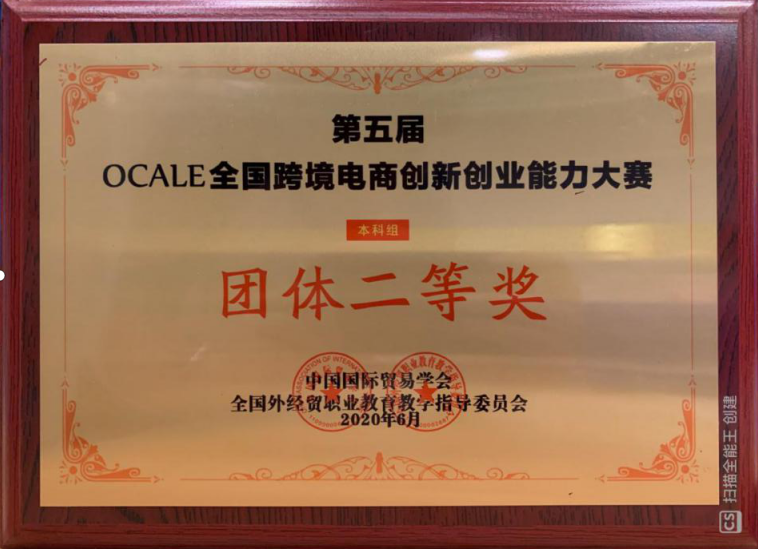 第五届
OCALE全国跨境电商创新创业能力大赛
本科组
团体二等奖
中国国际贸易学会
全国外经贸职业教育教学指导委员会
2020年6月
CS 扫描全能王 创建